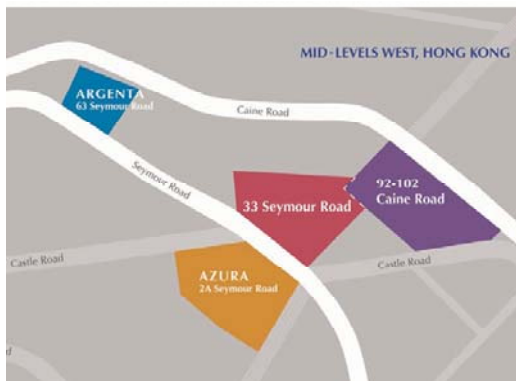 MID-LEVELS WEST, HONG KONG
ARGENTA
63 Seymour Road
Caine Road
Seymour Road
92-102
Caine Road
33 Seymour Road
Castle Road
AZURA
2A Seymour Road
Castle Road